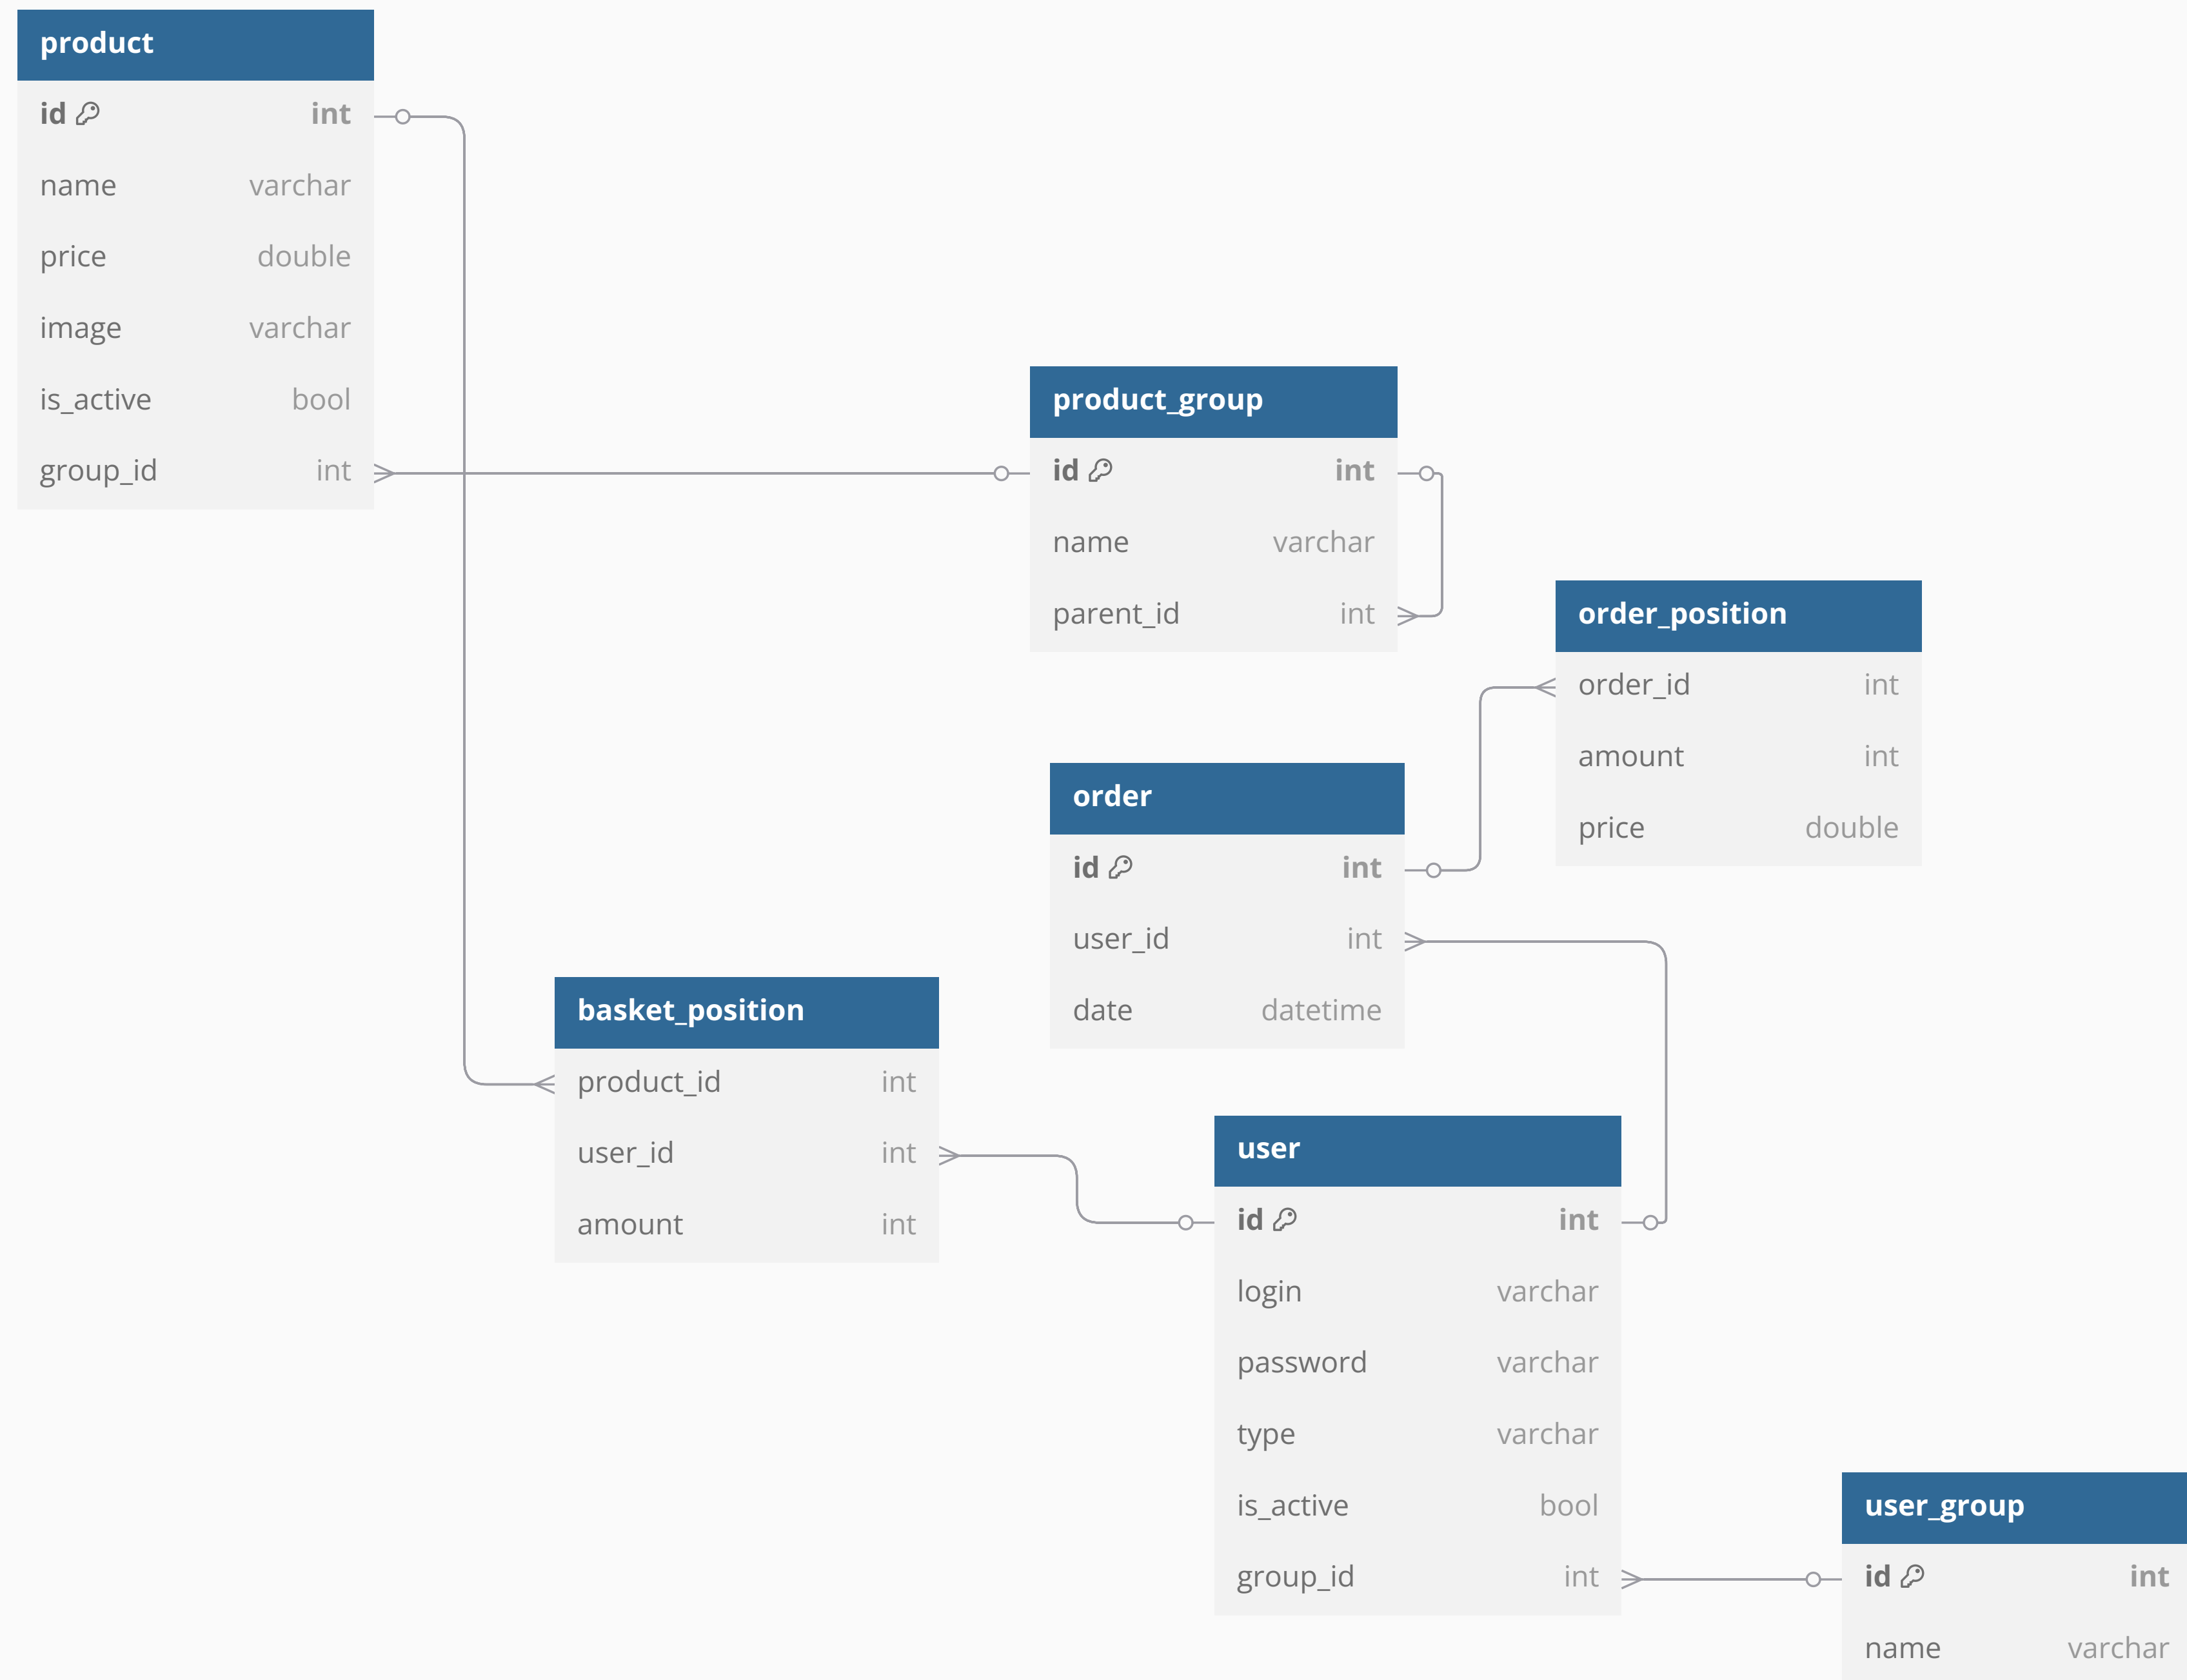 product
id int
name varchar
price double
image varchar
is_active bool
group_id int
product_group
id int
name varchar
parent_id int
order_position
order_id int
amount int
price double
order
id int
user_id int
date datetime
basket_position
product_id int
user_id int
amount int
user
id int
login varchar
password varchar
type varchar
is_active bool
group_id int
user_group
id int
name varchar